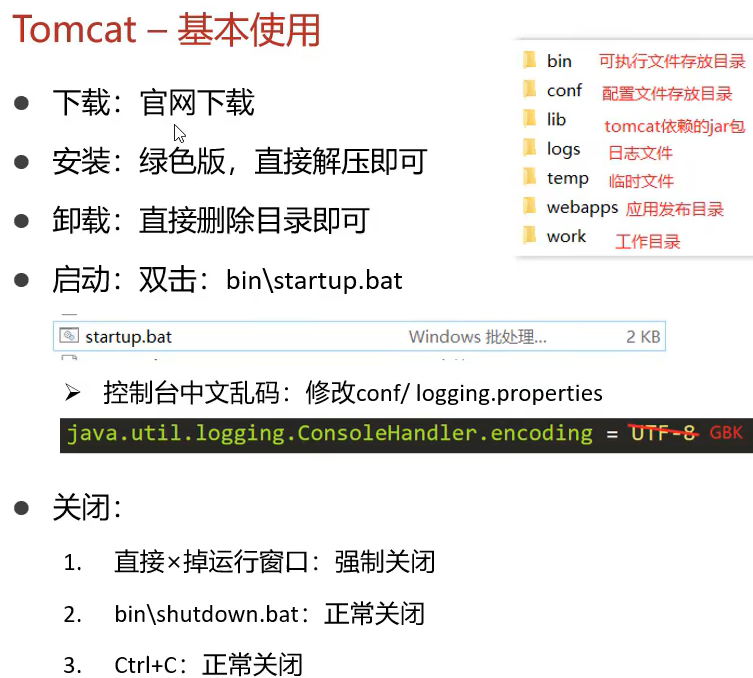 Tomcat – 基本使用
bin 可执行文件存放目录
conf 配置文件存放目录
lib tomcat依赖的jar包
logs 日志文件
temp 临时文件
webapps 应用发布目录
work 工作目录
● 下载：官网下载
● 安装：绿色版，直接解压即可
● 卸载：直接删除目录即可
● 启动：双击：bin\startup.bat
startup.bat Windows 批处理... 2 KB
➢ 控制台中文乱码：修改conf/ logging.properties
java.util.logging.ConsoleHandler.encoding = UTF-8 GBK
● 关闭：
1. 直接×掉运行窗口：强制关闭
2. bin\shutdown.bat：正常关闭
3. Ctrl+C：正常关闭